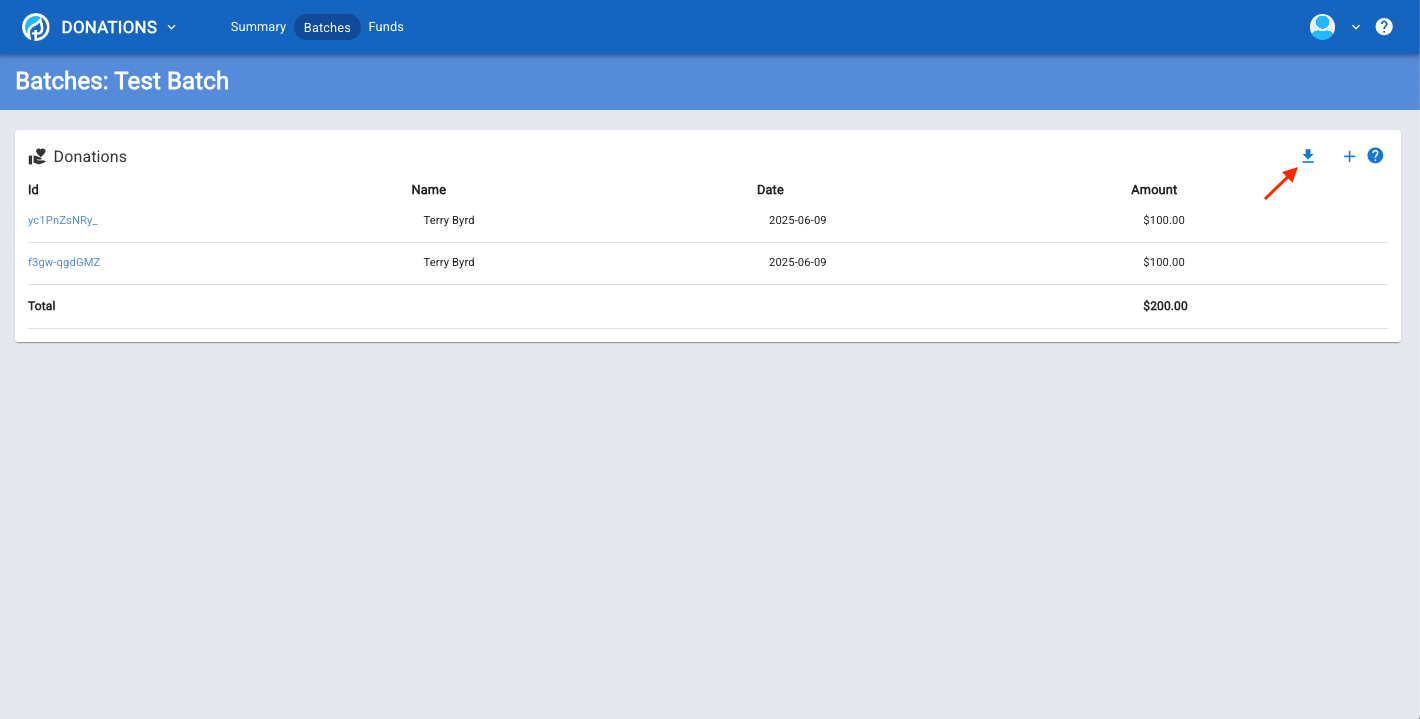 DONATIONS Summary Batches Funds
Batches: Test Batch
Donations
Id Name Date Amount
yc1PnZsNRy_ Terry Byrd 2025-06-09 $100.00
f3gw-qgdGMZ Terry Byrd 2025-06-09 $100.00
Total $200.00